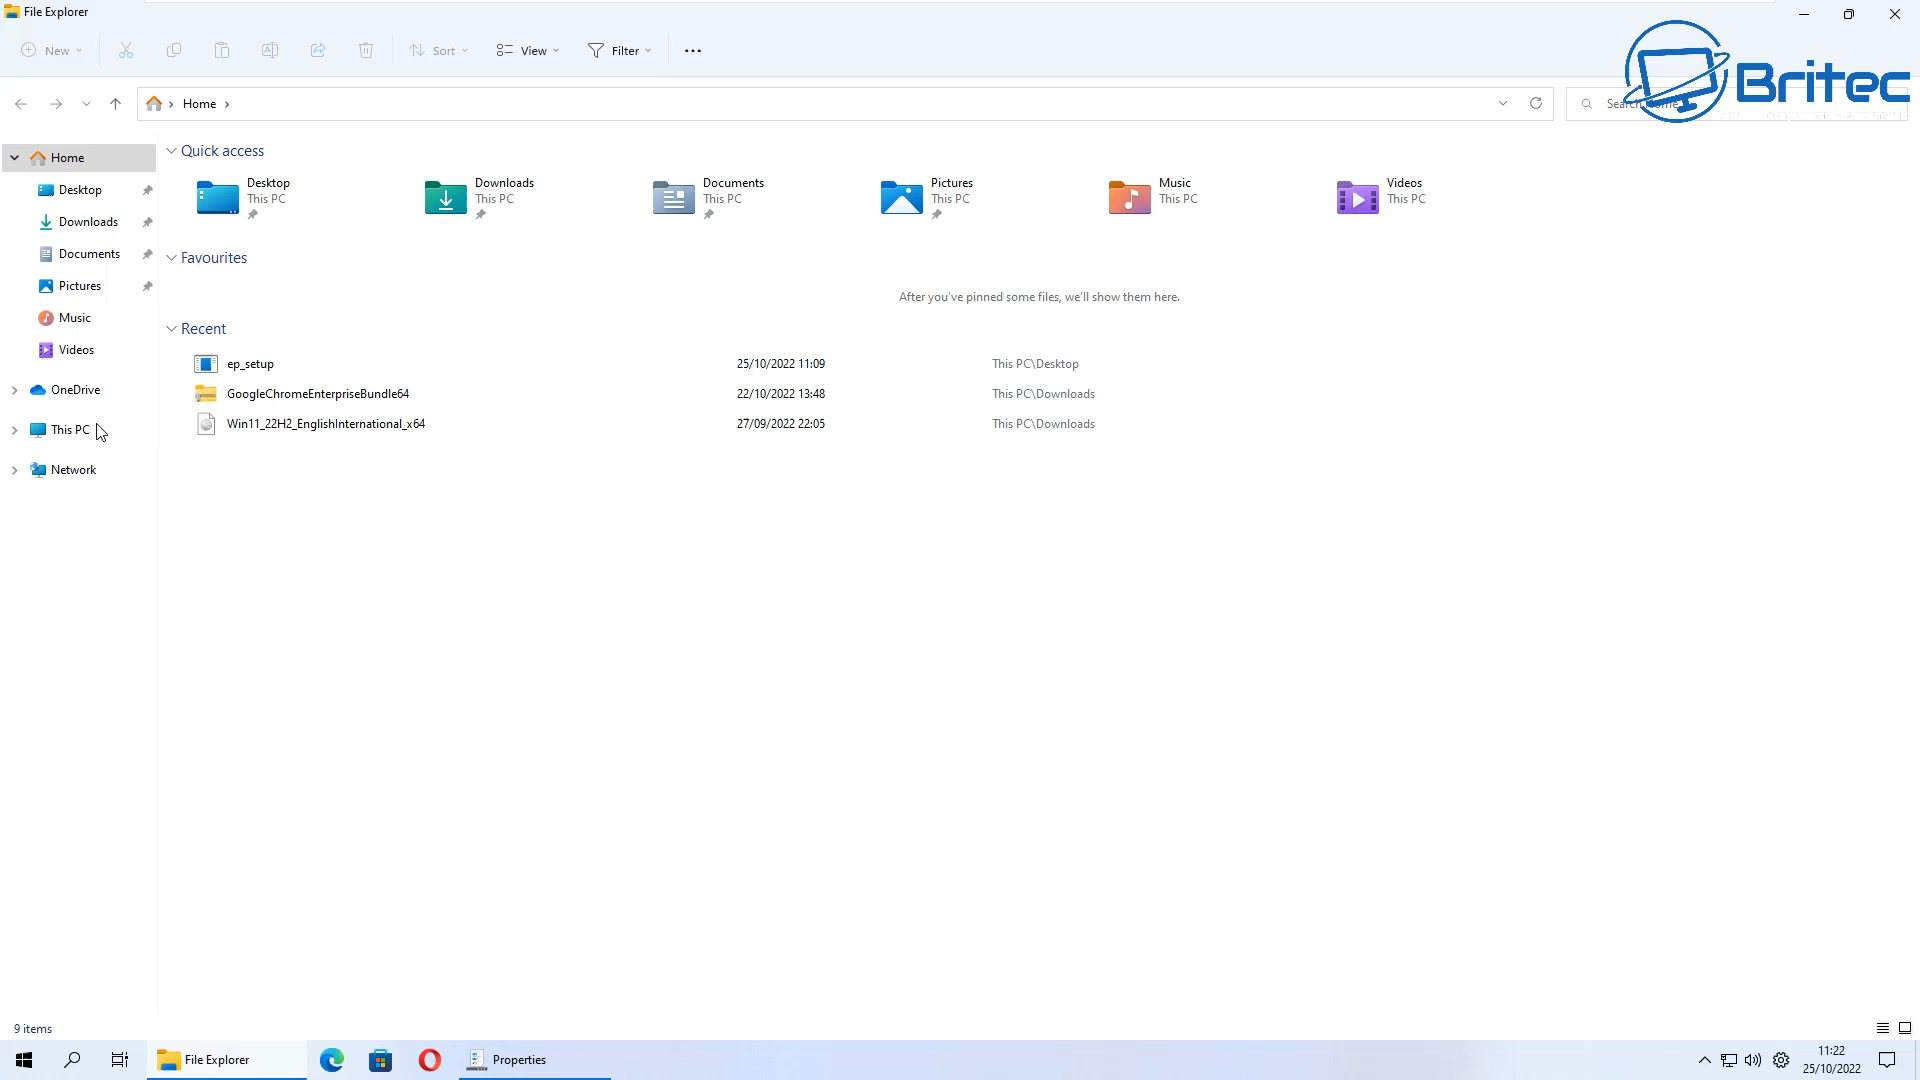 File Explorer
New
Sort
View
Filter
Home
Britec
Home
Quick access
Desktop
This PC
Downloads
This PC
Documents
This PC
Pictures
This PC
Music
This PC
Videos
This PC
Desktop
Downloads
Documents
Pictures
Music
Videos
OneDrive
This PC
Network
Favourites
After you've pinned some files, we'll show them here.
Recent
ep_setup 25/10/2022 11:09 This PC\Desktop
GoogleChromeEnterpriseBundle64 22/10/2022 13:48 This PC\Downloads
Win11_22H2_EnglishInternational_x64 27/09/2022 22:05 This PC\Downloads
9 items
File Explorer
Properties
11:22
25/10/2022